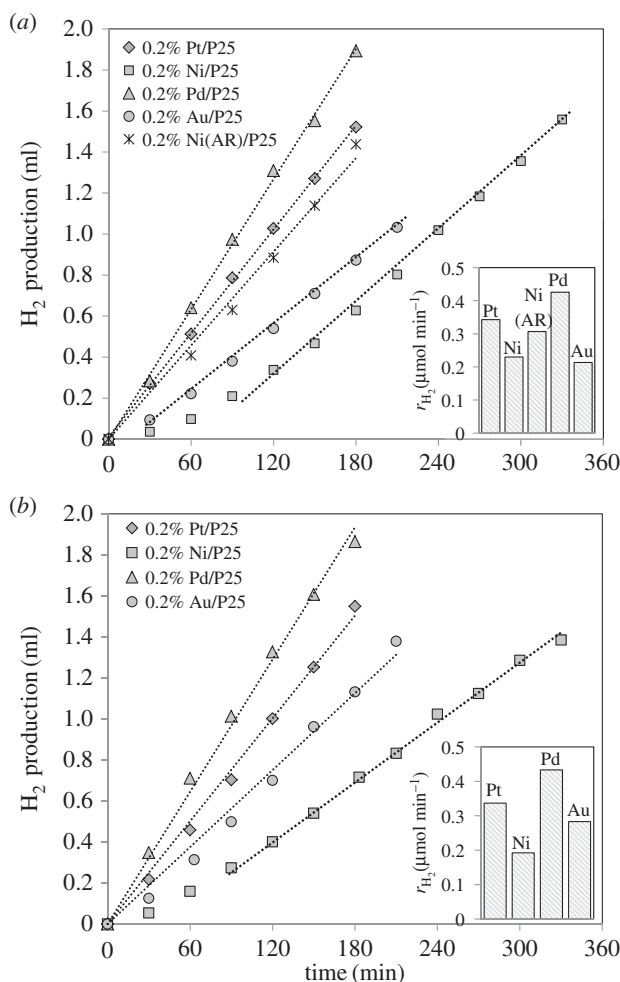 (a)
2.0
0.2% Pt/P25
1.8
0.2% Ni/P25
0.2% Pd/P25
1.6
0.2% Au/P25
1.4
0.2% Ni(AR)/P25
1.2
1.0
0.8
0.6
0.4
0.2
0
H₂ production (ml)
0.5
0.4
0.3
0.2
0.1
0
r_H₂(μmol min⁻¹)
Pt
Ni
Ni
(AR)
Pd
Au
0 60 120 180 240 300 360
(b)
2.0
0.2% Pt/P25
1.8
0.2% Ni/P25
0.2% Pd/P25
1.6
0.2% Au/P25
1.4
1.2
1.0
0.8
0.6
0.4
0.2
0
H₂ production (ml)
0.5
0.4
0.3
0.2
0.1
0
r_H₂(μmol min⁻¹)
Pt
Ni
Pd
Au
0 60 120 180 240 300 360
time (min)